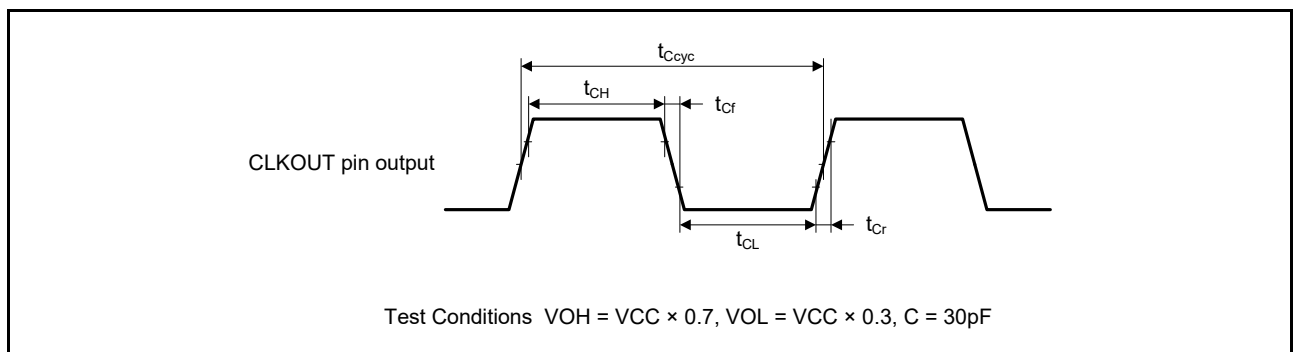 tCcyc
tCH
tCf
CLKOUT pin output
tCL
tCr
Test Conditions VOH = VCC × 0.7, VOL = VCC × 0.3, C = 30pF